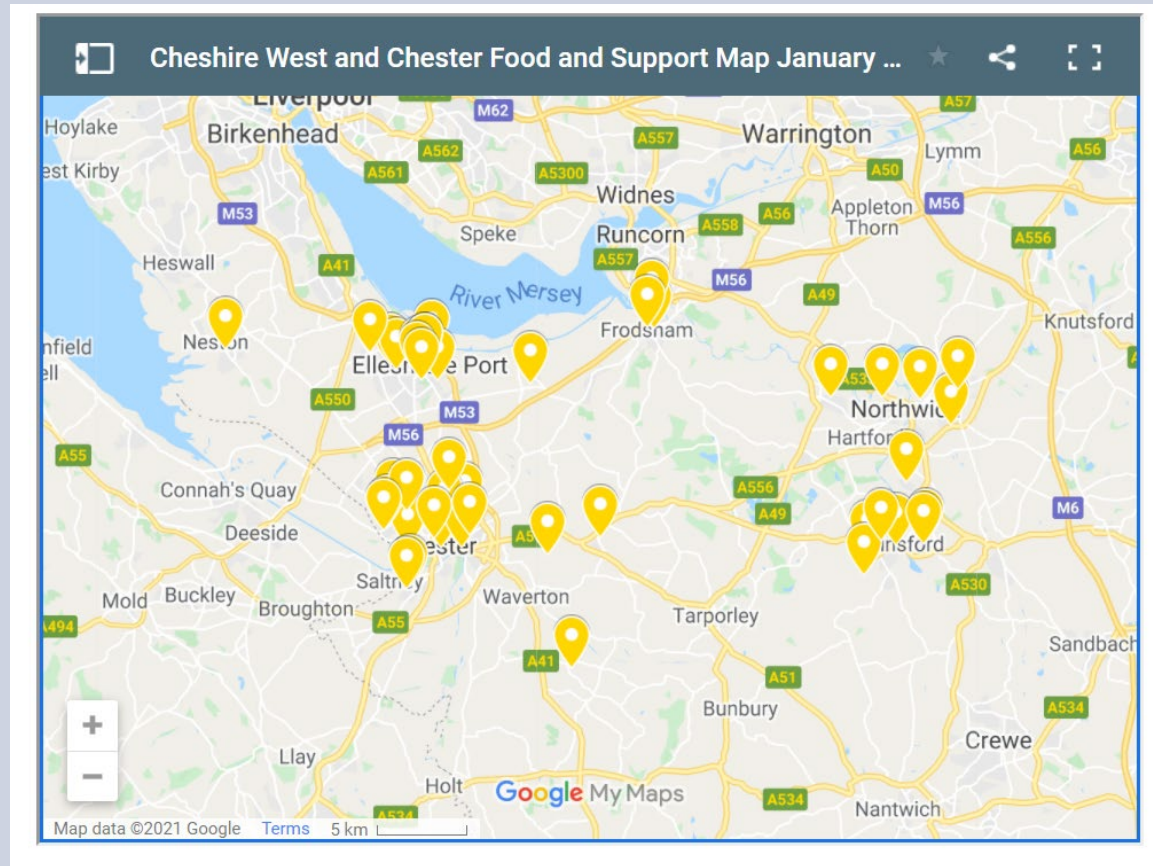 Cheshire West and Chester Food and Support Map January ...
Liverpool
M62
A57
Hoylake
Birkenhead
A557
Warrington
A562
Lymm
A56
A561
A5300
A50
Widnes
M53
A56
Appleton
Thorn
M56
Speke
Runcorn
A558
A556
Heswall
A41
A557
M56
River Mersey
A49
Frodsham
Knutsford
Neston
Ellesmere Port
A550
M53
Northwich
M56
Hartford
A55
Connah's Quay
A556
A49
M6
Deeside
Chester
Winsford
Saltney
Mold
Buckley
Broughton
Waverton
A530
A55
Tarporley
A494
Sandbach
A41
A51
Bunbury
A534
Crewe
Llay
Holt
Google My Maps
A534
A534
Nantwich
+
−
Map data ©2021 Google
Terms
5 km